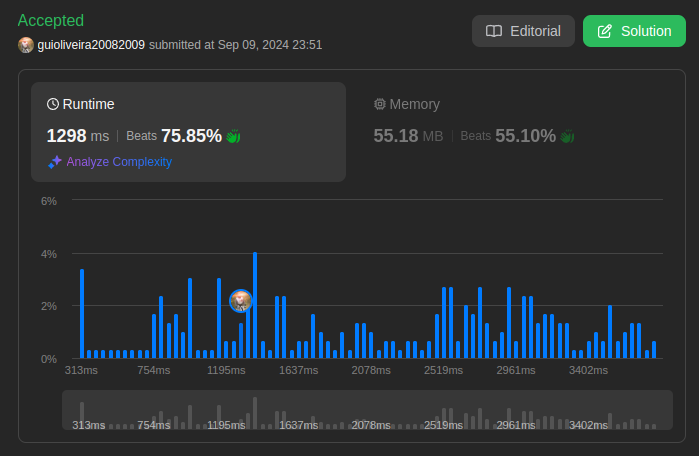 Accepted
guioliveira20082009 submitted at Sep 09, 2024 23:51
Editorial
Solution
Runtime
1298 ms | Beats 75.85%
Analyze Complexity
Memory
55.18 MB | Beats 55.10%
6%
4%
2%
0%
313ms 754ms 1195ms 1637ms 2078ms 2519ms 2961ms 3402ms
313ms 754ms 1195ms 1637ms 2078ms 2519ms 2961ms 3402ms